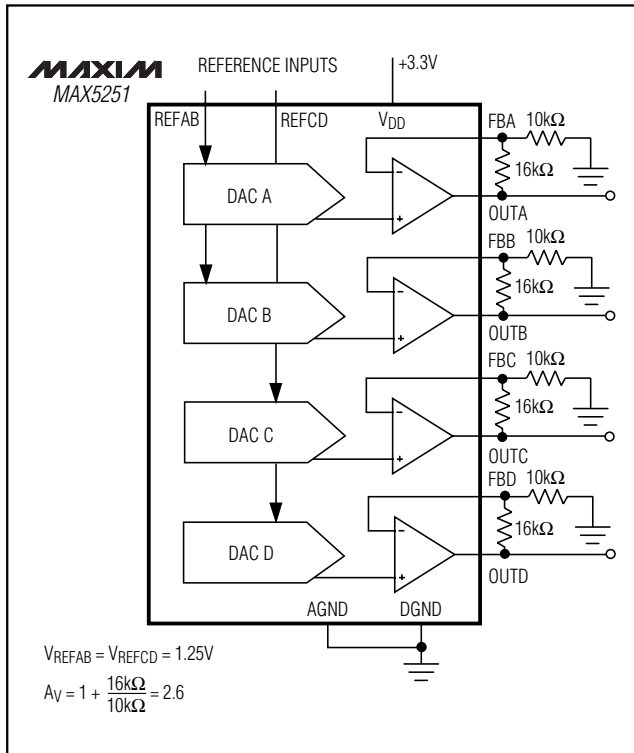 MAXIM
MAX5251
REFERENCE INPUTS
+3.3V
REFAB
REFCD
VDD
DAC A
DAC B
DAC C
DAC D
-
+
-
+
-
+
-
+
FBA
10kΩ
16kΩ
OUTA
FBB
10kΩ
16kΩ
OUTB
FBC
10kΩ
16kΩ
OUTC
FBD
10kΩ
16kΩ
OUTD
AGND
DGND
VREFAB = VREFCD = 1.25V
AV = 1 + 16kΩ/10kΩ = 2.6